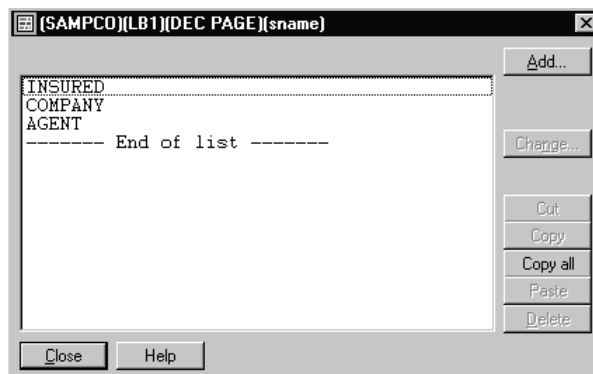 (SAMPCO)(LB1)(DEC PAGE)(sname)
Add...
INSURED
COMPANY
AGENT
------- End of list -------
Change...
Cut
Copy
Copy all
Paste
Delete
Close
Help